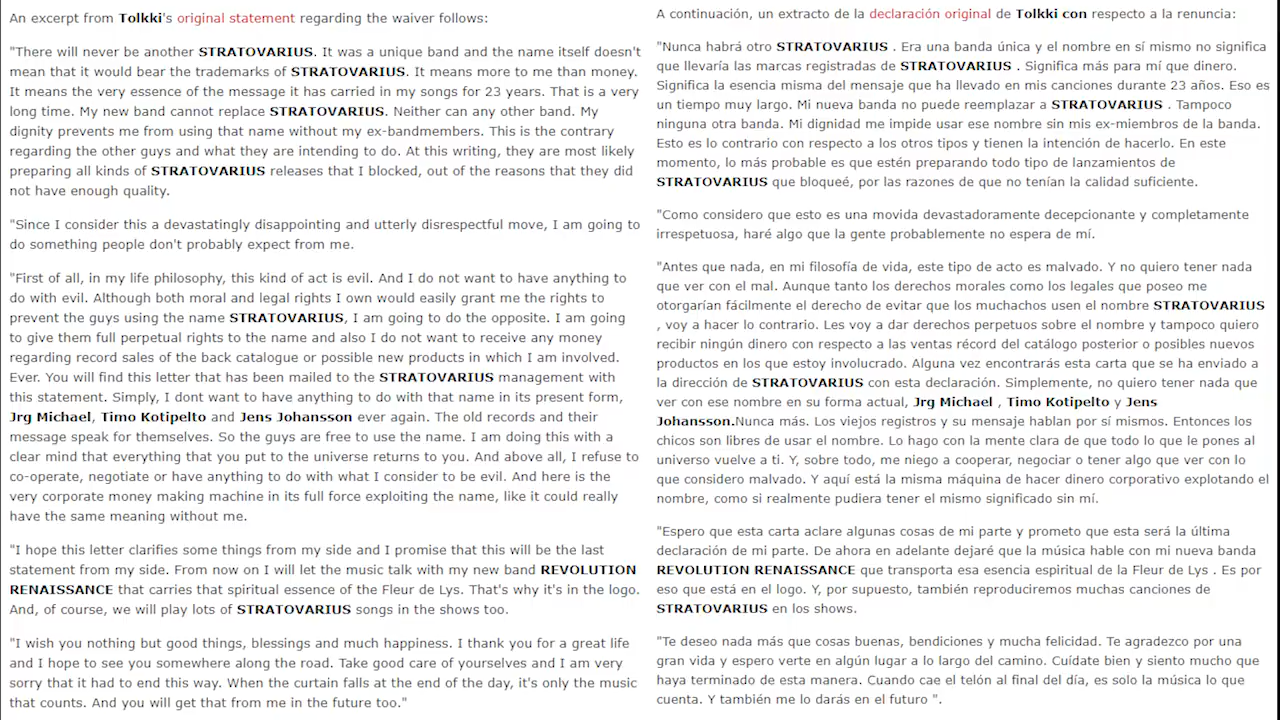 An excerpt from Tolkki's original statement regarding the waiver follows:
"There will never be another STRATOVARIUS. It was a unique band and the name itself doesn't
mean that it would bear the trademarks of STRATOVARIUS. It means more to me than money.
It means the very essence of the message it has carried in my songs for 23 years. That is a very
long time. My new band cannot replace STRATOVARIUS. Neither can any other band. My
dignity prevents me from using that name without my ex-bandmembers. This is the contrary
regarding the other guys and what they are intending to do. At this writing, they are most likely
preparing all kinds of STRATOVARIUS releases that I blocked, out of the reasons that they did
not have enough quality.
"Since I consider this a devastatingly disappointing and utterly disrespectful move, I am going to
do something people don't probably expect from me.
"First of all, in my life philosophy, this kind of act is evil. And I do not want to have anything to
do with evil. Although both moral and legal rights I own would easily grant me the rights to
prevent the guys using the name STRATOVARIUS, I am going to do the opposite. I am going
to give them full perpetual rights to the name and also I do not want to receive any money
regarding record sales of the back catalogue or possible new products in which I am involved.
Ever. You will find this letter that has been mailed to the STRATOVARIUS management with
this statement. Simply, I dont want to have anything to do with that name in its present form,
Jrg Michael, Timo Kotipelto and Jens Johansson ever again. The old records and their
message speak for themselves. So the guys are free to use the name. I am doing this with a
clear mind that everything that you put to the universe returns to you. And above all, I refuse to
co-operate, negotiate or have anything to do with what I consider to be evil. And here is the
very corporate money making machine in its full force exploiting the name, like it could really
have the same meaning without me.
"I hope this letter clarifies some things from my side and I promise that this will be the last
statement from my side. From now on I will let the music talk with my new band REVOLUTION
RENAISSANCE that carries that spiritual essence of the Fleur de Lys. That's why it's in the logo.
And, of course, we will play lots of STRATOVARIUS songs in the shows too.
"I wish you nothing but good things, blessings and much happiness. I thank you for a great life
and I hope to see you somewhere along the road. Take good care of yourselves and I am very
sorry that it had to end this way. When the curtain falls at the end of the day, it's only the music
that counts. And you will get that from me in the future too."
A continuación, un extracto de la declaración original de Tolkki con respecto a la renuncia:
"Nunca habrá otro STRATOVARIUS . Era una banda única y el nombre en sí mismo no significa
que llevaría las marcas registradas de STRATOVARIUS . Significa más para mí que dinero.
Significa la esencia misma del mensaje que ha llevado en mis canciones durante 23 años. Eso es
un tiempo muy largo. Mi nueva banda no puede reemplazar a STRATOVARIUS . Tampoco
ninguna otra banda. Mi dignidad me impide usar ese nombre sin mis ex-miembros de la banda.
Esto es lo contrario con respecto a los otros tipos y tienen la intención de hacerlo. En este
momento, lo más probable es que estén preparando todo tipo de lanzamientos de
STRATOVARIUS que bloqueé, por las razones de que no tenían la calidad suficiente.
"Como considero que esto es una movida devastadoramente decepcionante y completamente
irrespetuosa, haré algo que la gente probablemente no espera de mí.
"Antes que nada, en mi filosofía de vida, este tipo de acto es malvado. Y no quiero tener nada
que ver con el mal. Aunque tanto los derechos morales como los legales que poseo me
otorgarían fácilmente el derecho de evitar que los muchachos usen el nombre STRATOVARIUS
, voy a hacer lo contrario. Les voy a dar derechos perpetuos sobre el nombre y tampoco quiero
recibir ningún dinero con respecto a las ventas récord del catálogo posterior o posibles nuevos
productos en los que estoy involucrado. Alguna vez encontrarás esta carta que se ha enviado a
la dirección de STRATOVARIUS con esta declaración. Simplemente, no quiero tener nada que
ver con ese nombre en su forma actual, Jrg Michael , Timo Kotipelto y Jens
Johansson.Nunca más. Los viejos registros y su mensaje hablan por sí mismos. Entonces los
chicos son libres de usar el nombre. Lo hago con la mente clara de que todo lo que le pones al
universo vuelve a ti. Y, sobre todo, me niego a cooperar, negociar o tener algo que ver con lo
que considero malvado. Y aquí está la misma máquina de hacer dinero corporativo explotando el
nombre, como si realmente pudiera tener el mismo significado sin mí.
"Espero que esta carta aclare algunas cosas de mi parte y prometo que esta será la última
declaración de mi parte. De ahora en adelante dejaré que la música hable con mi nueva banda
REVOLUTION RENAISSANCE que transporta esa esencia espiritual de la Fleur de Lys . Es por
eso que está en el logo. Y, por supuesto, también reproduciremos muchas canciones de
STRATOVARIUS en los shows.
"Te deseo nada más que cosas buenas, bendiciones y mucha felicidad. Te agradezco por una
gran vida y espero verte en algún lugar a lo largo del camino. Cuídate bien y siento mucho que
haya terminado de esta manera. Cuando cae el telón al final del día, es solo la música lo que
cuenta. Y también me lo darás en el futuro ".